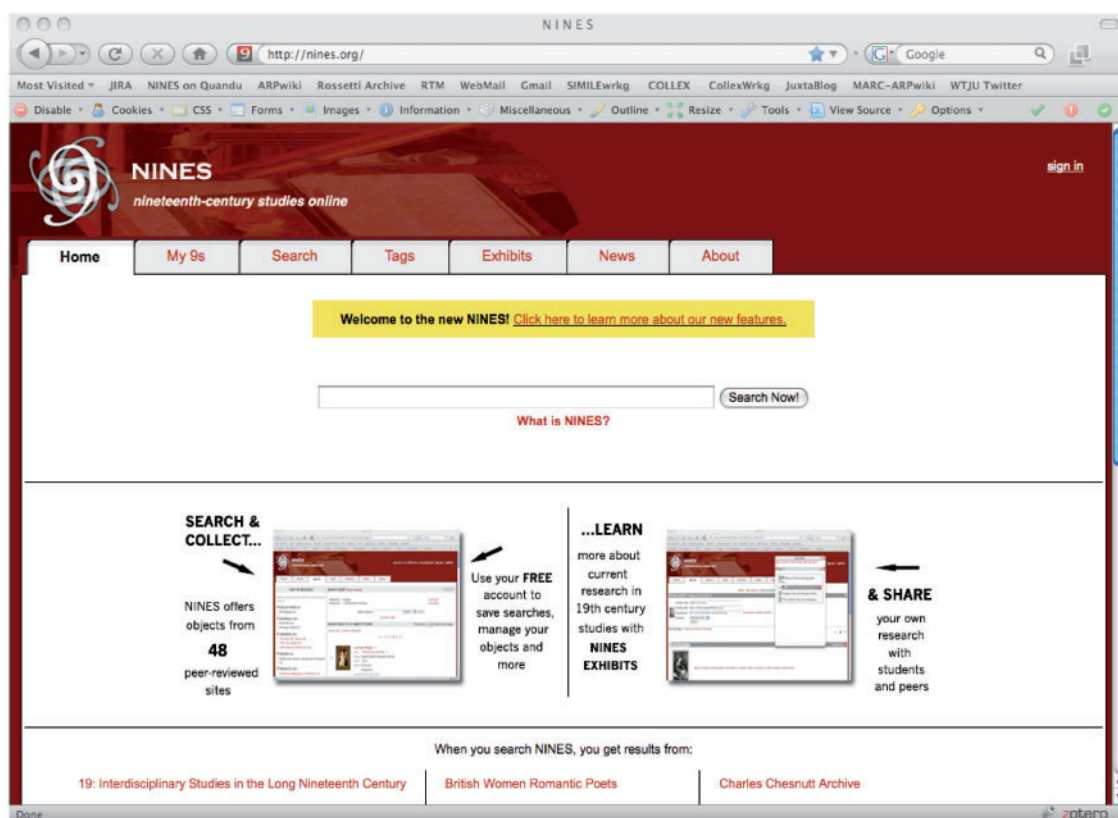 NINES
9 http://nines.org/ G Google
Most Visited JIRA NINES on Quandu ARPwiki Rossetti Archive RTM WebMail Gmail SIMILEwrkg COLLEX CollexWrkg JuxtaBlog MARC-ARPwiki WTJU Twitter
Disable Cookies CSS Forms Images Information Miscellaneous Outline Resize Tools View Source Options
NINES
sign in
nineteenth-century studies online
Home My 9s Search Tags Exhibits News About
Welcome to the new NINES! Click here to learn more about our new features.
Search Now!
What is NINES?
SEARCH &
COLLECT...
NINES offers
objects from
48
peer-reviewed
sites
Use your FREE
account to
save searches,
manage your
objects and
more
...LEARN
more about
current
research in
19th century
studies with
NINES
EXHIBITS
& SHARE
your own
research
with
students
and peers
When you search NINES, you get results from:
19: Interdisciplinary Studies in the Long Nineteenth Century British Women Romantic Poets Charles Chesnutt Archive
Done zotero